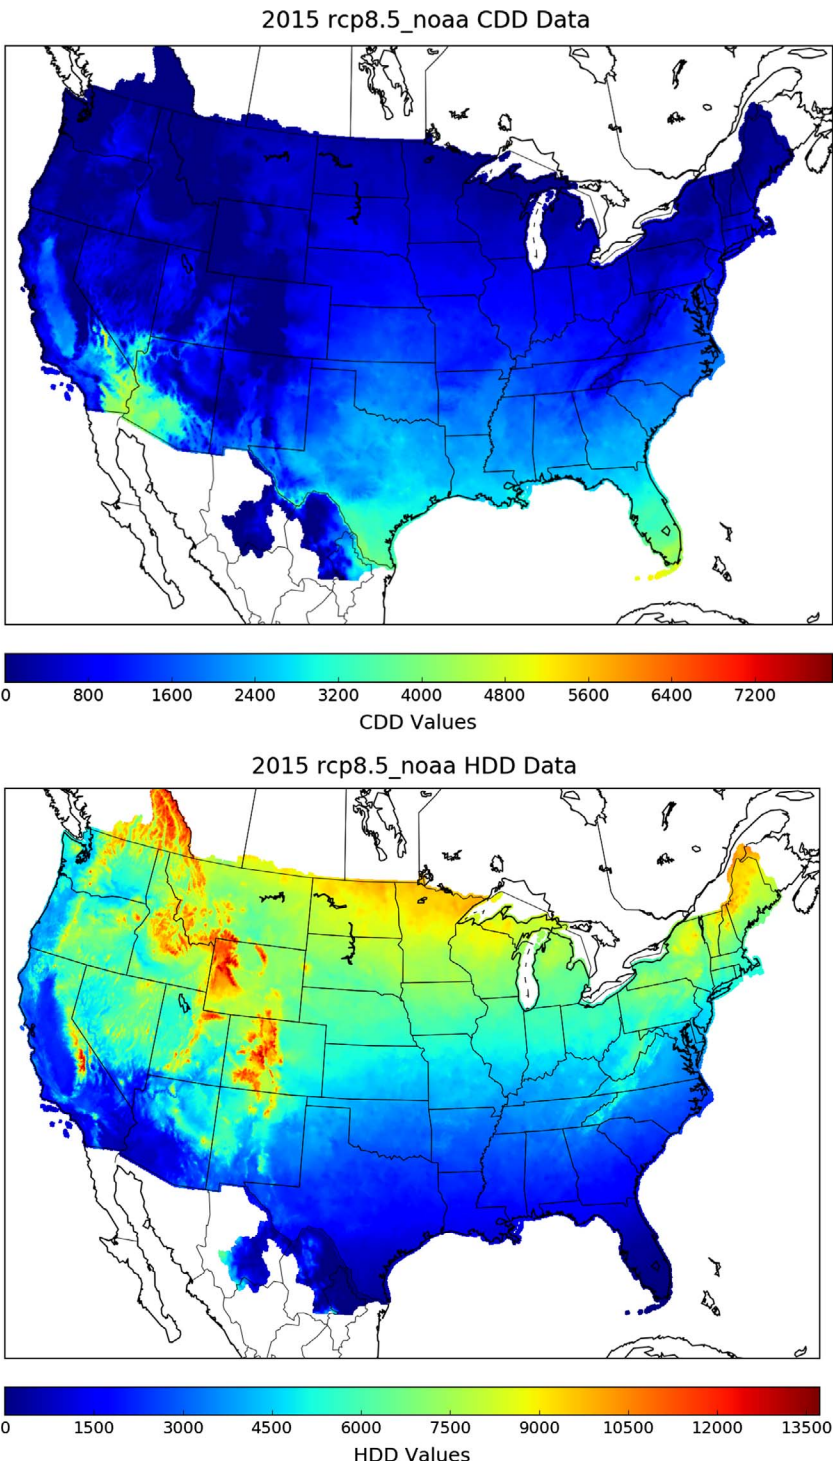 2015 rcp8.5_noaa CDD Data
0 800 1600 2400 3200 4000 4800 5600 6400 7200
CDD Values
2015 rcp8.5_noaa HDD Data
0 1500 3000 4500 6000 7500 9000 10500 12000 13500
HDD Values